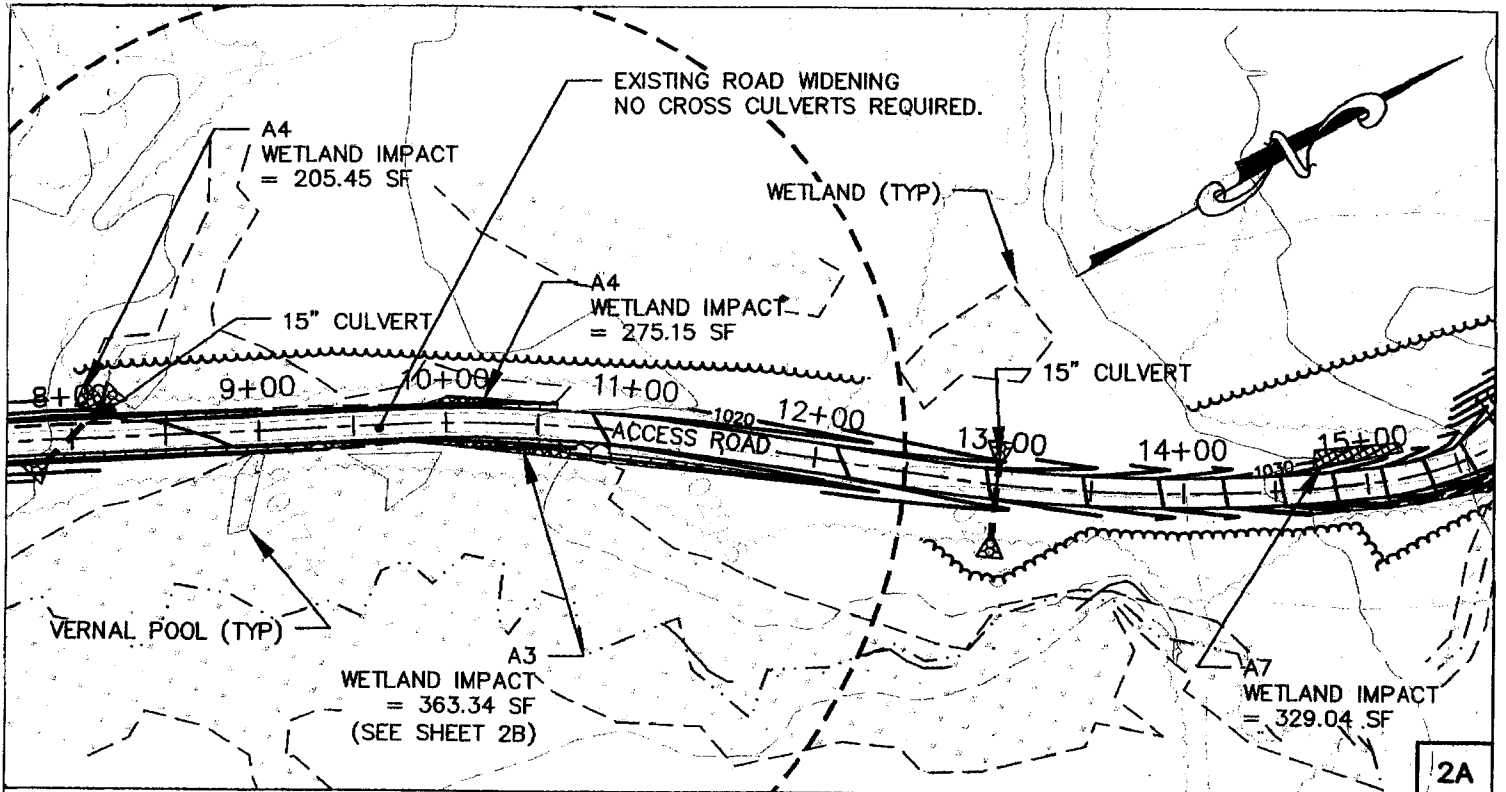 EXISTING ROAD WIDENING
NO CROSS CULVERTS REQUIRED.
A4
WETLAND IMPACT
= 205.45 SF
WETLAND (TYP)
N
A4
WETLAND IMPACT
= 275.15 SF
15" CULVERT
15" CULVERT
8+00
9+00
10+00
11+00
12+00
13+00
14+00
15+00
1020
1030
ACCESS ROAD
VERNAL POOL (TYP)
A3
WETLAND IMPACT
= 363.34 SF
(SEE SHEET 2B)
A7
WETLAND IMPACT
= 329.04 SF
2A